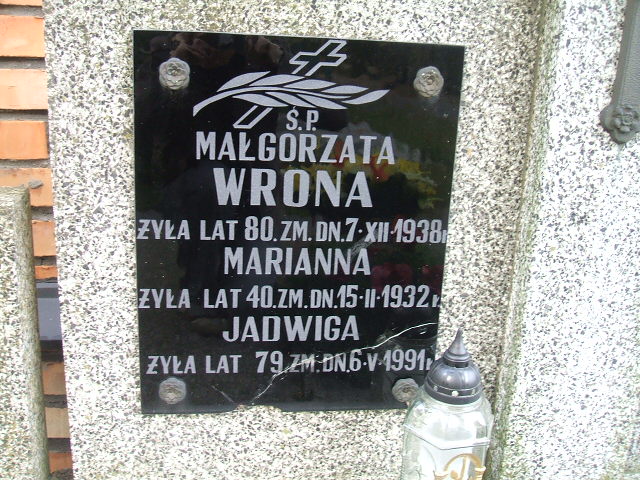 Ś.P.
MAŁGORZATA
WRONA
ŻYŁA LAT 80. ZM. DN. 7·XII·1938r.
MARIANNA
ŻYŁA LAT 40. ZM. DN. 15·II·1932 r.
JADWIGA
ŻYŁA LAT 79 ZM. DN. 6·V·1991 r.